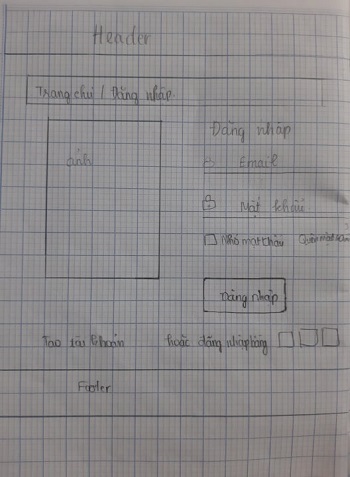 Header
Trang chủ / Đăng nhập
Đăng nhập
ảnh
Email
Mật khẩu
Nhớ mật khẩu Quên mật khẩu
Đăng nhập
Tạo tài khoản hoặc đăng nhập bằng
Footer